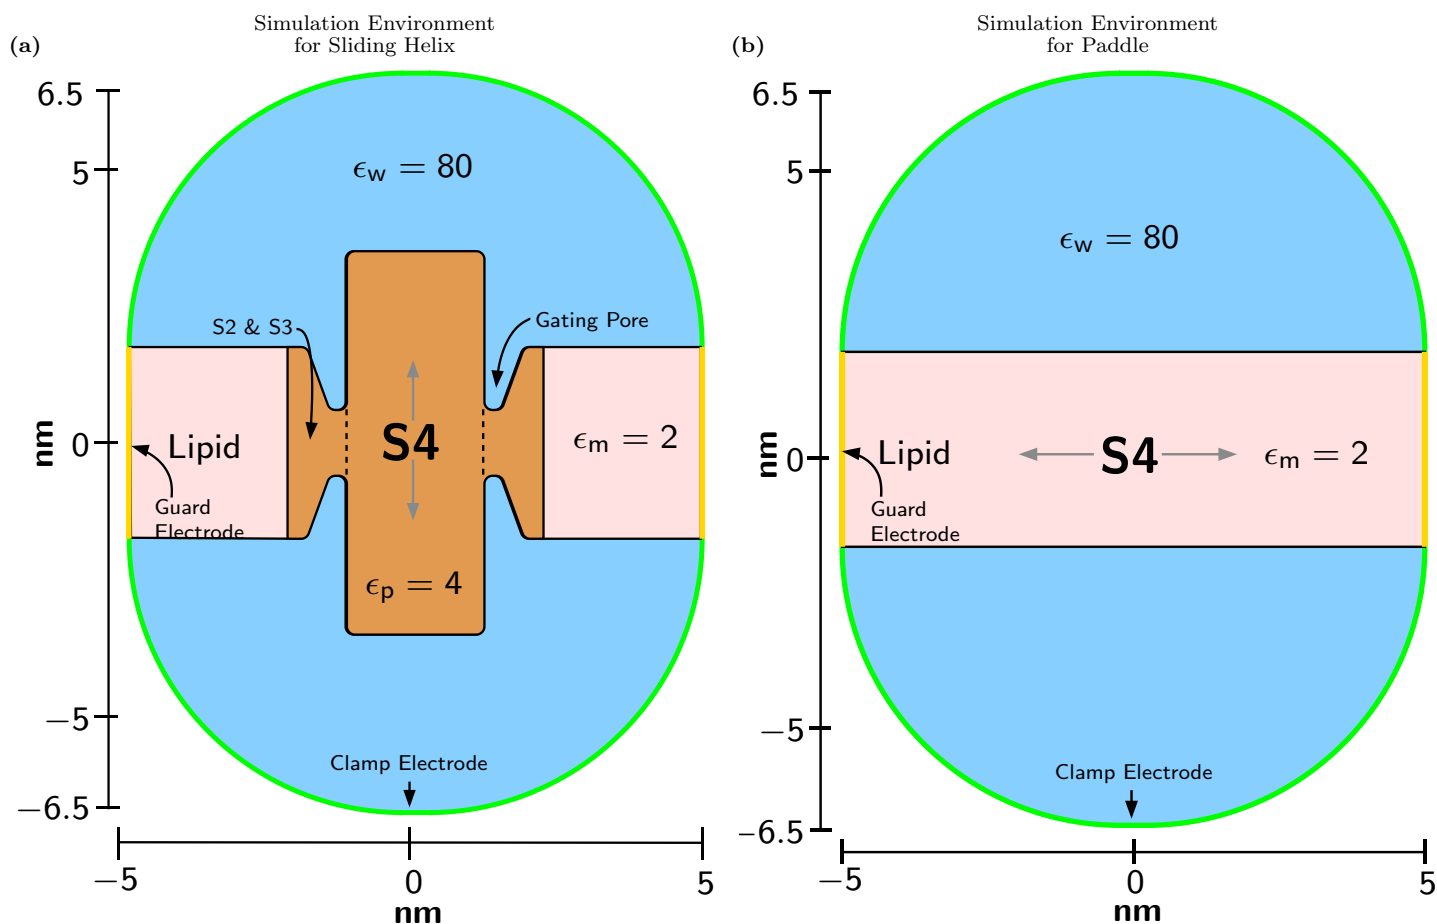 Simulation Environment
for Sliding Helix
(a)
6.5
5
0
−5
−6.5
nm
ϵw = 80
S2 & S3
Gating Pore
Lipid
S4
ϵm = 2
Guard
Electrode
ϵp = 4
Clamp Electrode
−5
0
5
nm
Simulation Environment
for Paddle
(b)
6.5
5
0
−5
−6.5
nm
ϵw = 80
Lipid
S4
ϵm = 2
Guard
Electrode
Clamp Electrode
−5
0
5
nm